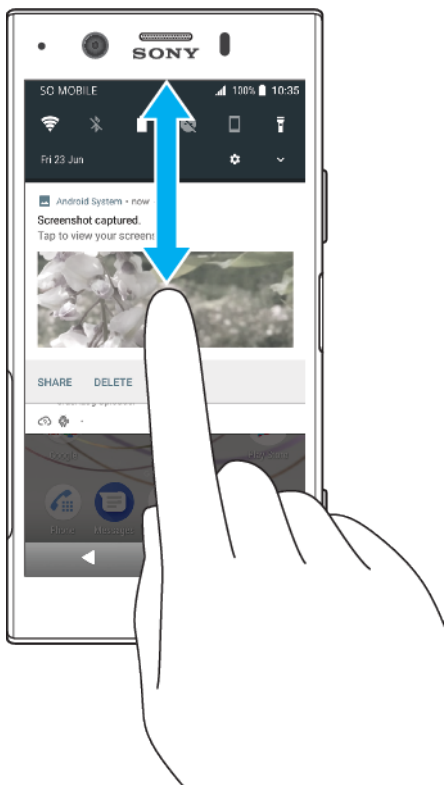 SONY
SO MOBILE 100% 10:35
Fri 23 Jun
Android System • now
Screenshot captured.
Tap to view your screens
SHARE DELETE
Google
Phone Messages